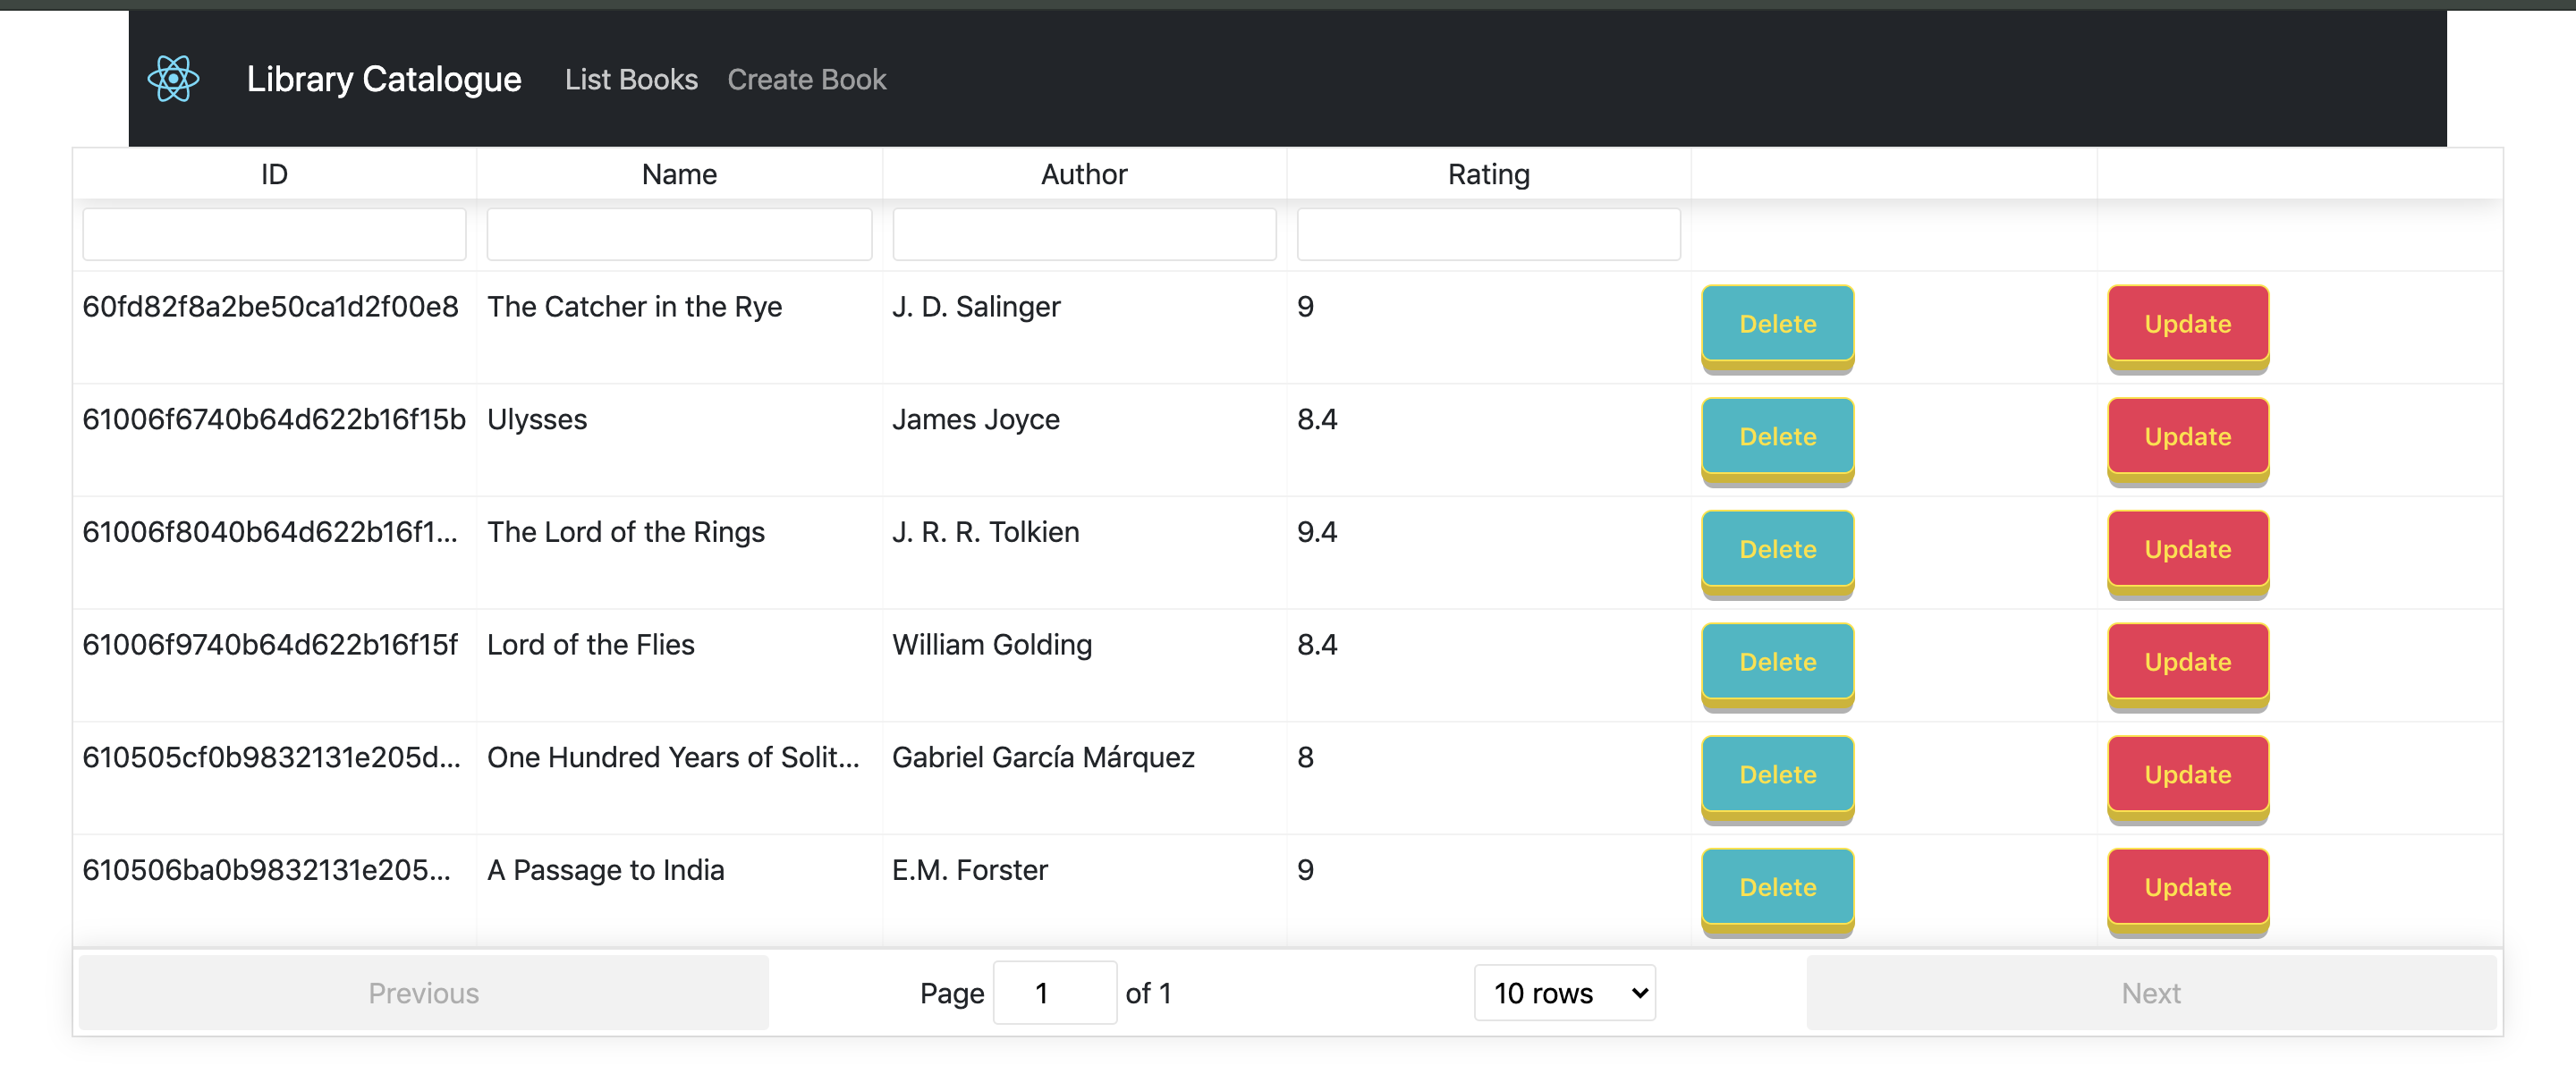 Library Catalogue List Books Create Book
ID Name Author Rating
60fd82f8a2be50ca1d2f00e8 The Catcher in the Rye J. D. Salinger 9 Delete Update
61006f6740b64d622b16f15b Ulysses James Joyce 8.4 Delete Update
61006f8040b64d622b16f1... The Lord of the Rings J. R. R. Tolkien 9.4 Delete Update
61006f9740b64d622b16f15f Lord of the Flies William Golding 8.4 Delete Update
610505cf0b9832131e205d... One Hundred Years of Solit... Gabriel García Márquez 8 Delete Update
610506ba0b9832131e205... A Passage to India E.M. Forster 9 Delete Update
Previous Page 1 of 1 10 rows Next